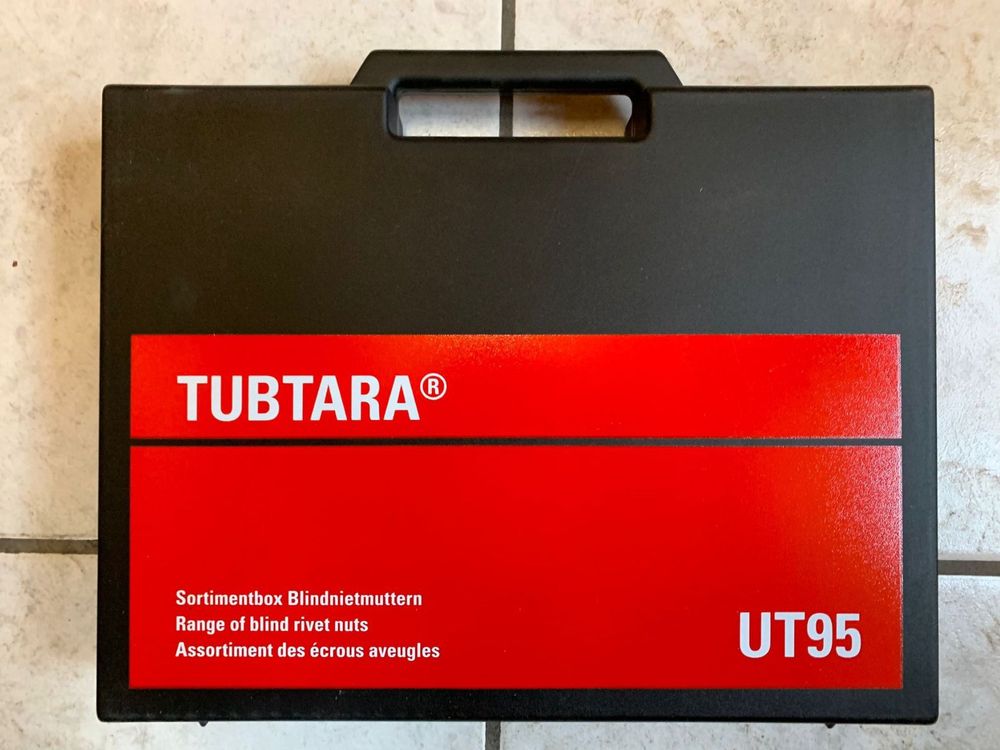 TUBTARA®
Sortimentbox Blindnietmuttern
Range of blind rivet nuts
Assortiment des écrous aveugles
UT95